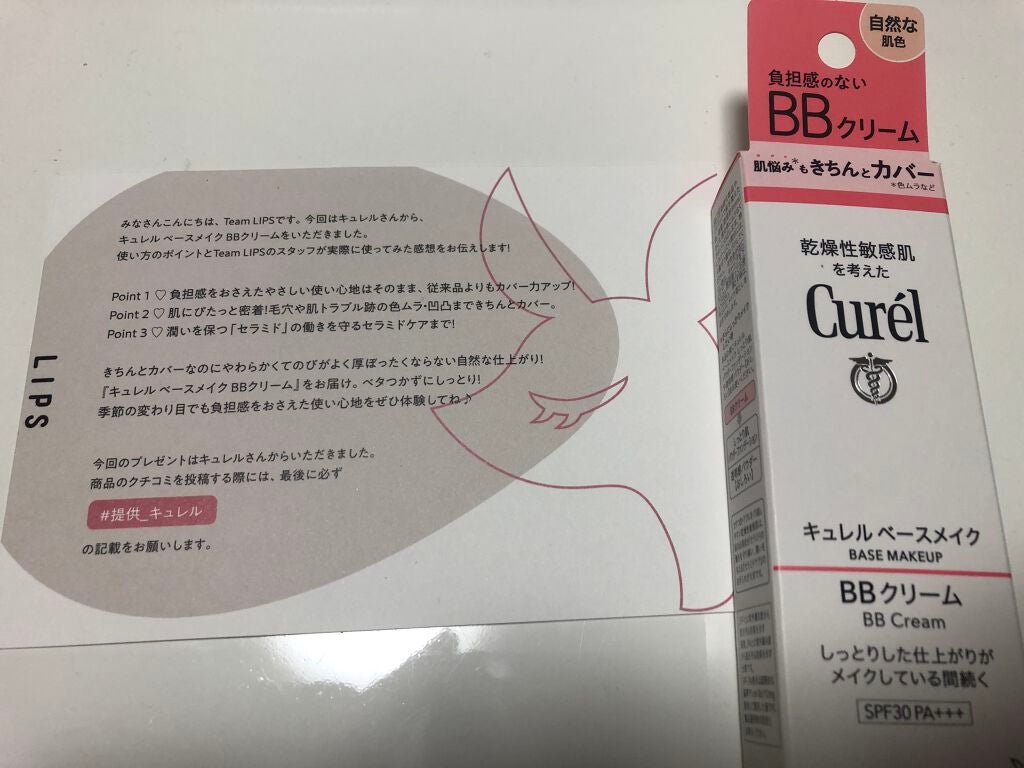 みなさんこんにちは、Team LIPSです。今回はキュレルさんから、
キュレル ベースメイク BBクリームをいただきました。
使い方のポイントとTeam LIPSのスタッフが実際に使ってみた感想をお伝えします!
Point 1 ♡ 負担感をおさえたやさしい使い心地はそのまま、従来品よりもカバー力アップ!
Point 2 ♡ 肌にぴたっと密着!毛穴や肌トラブル跡の色ムラ・凹凸まできちんとカバー。
Point 3 ♡ 潤いを保つ「セラミド」の働きを守るセラミドケアまで!
きちんとカバーなのにやわらかくてのびがよく厚ぼったくならない自然な仕上がり!
『キュレル ベースメイク BBクリーム』をお届け。ベタつかずにしっとり!
季節の変わり目でも負担感をおさえた使い心地をぜひ体験してね♪
今回のプレゼントはキュレルさんからいただきました。
商品のクチコミを投稿する際には、最後に必ず
#提供_キュレル
の記載をお願いします。
LIPS
自然な
肌色
負担感のない
BBクリーム
肌悩み*もきちんとカバー
*色ムラなど
乾燥性敏感肌
を考えた
Curél
キュレル ベースメイク
BASE MAKEUP
BBクリーム
BB Cream
しっとりした仕上がりが
メイクしている間続く
SPF30 PA+++
BBクリーム